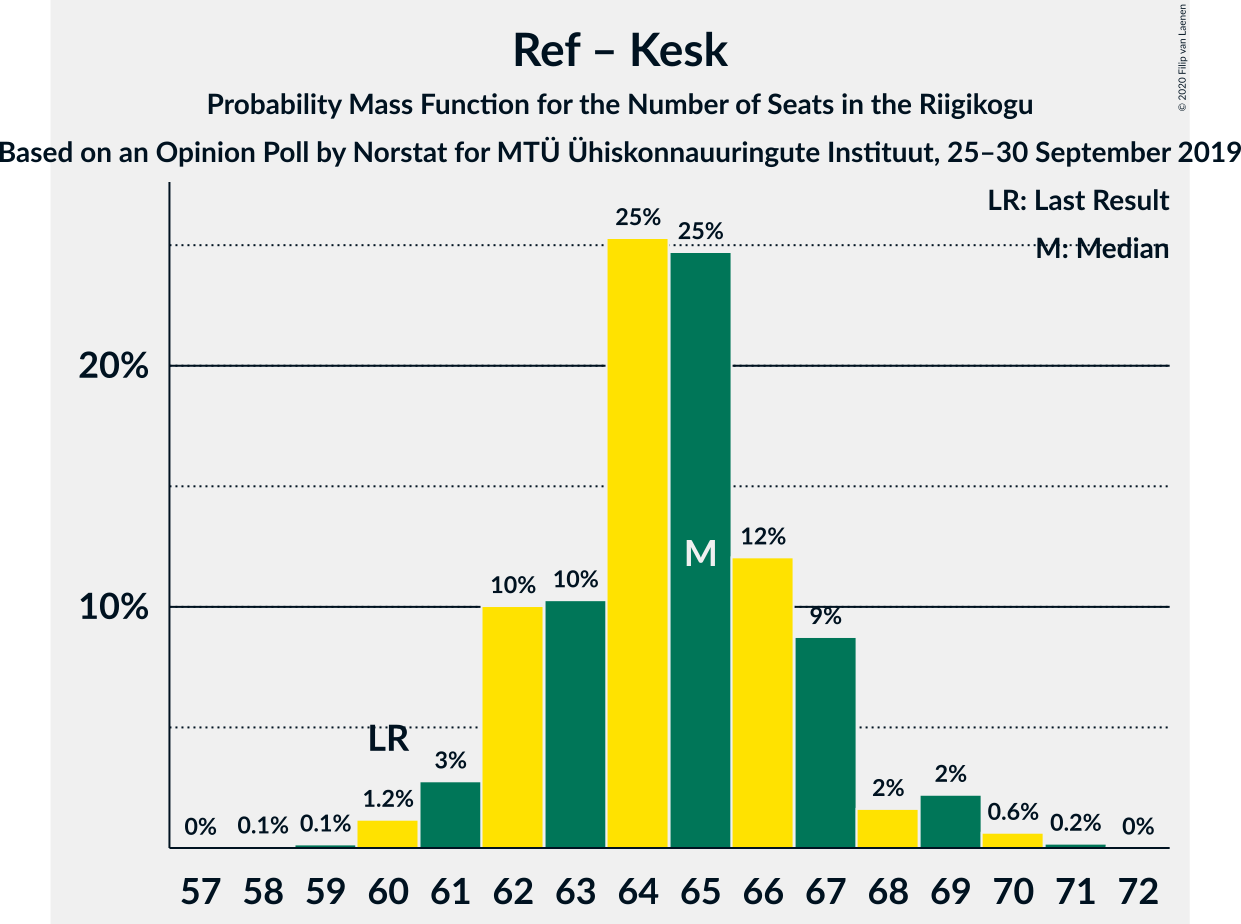 Ref – Kesk
Probability Mass Function for the Number of Seats in the Riigikogu
Based on an Opinion Poll by Norstat for MTÜ Ühiskonnauuringute Instituut, 25–30 September 2019
© 2020 Filip van Laenen
LR: Last Result
M: Median
25%
25%
20%
M
12%
10%
10%
10%
9%
LR
3%
1.2%
0%
0.1%
0.1%
2%
2%
0.6%
0.2%
0%
57 58 59 60 61 62 63 64 65 66 67 68 69 70 71 72